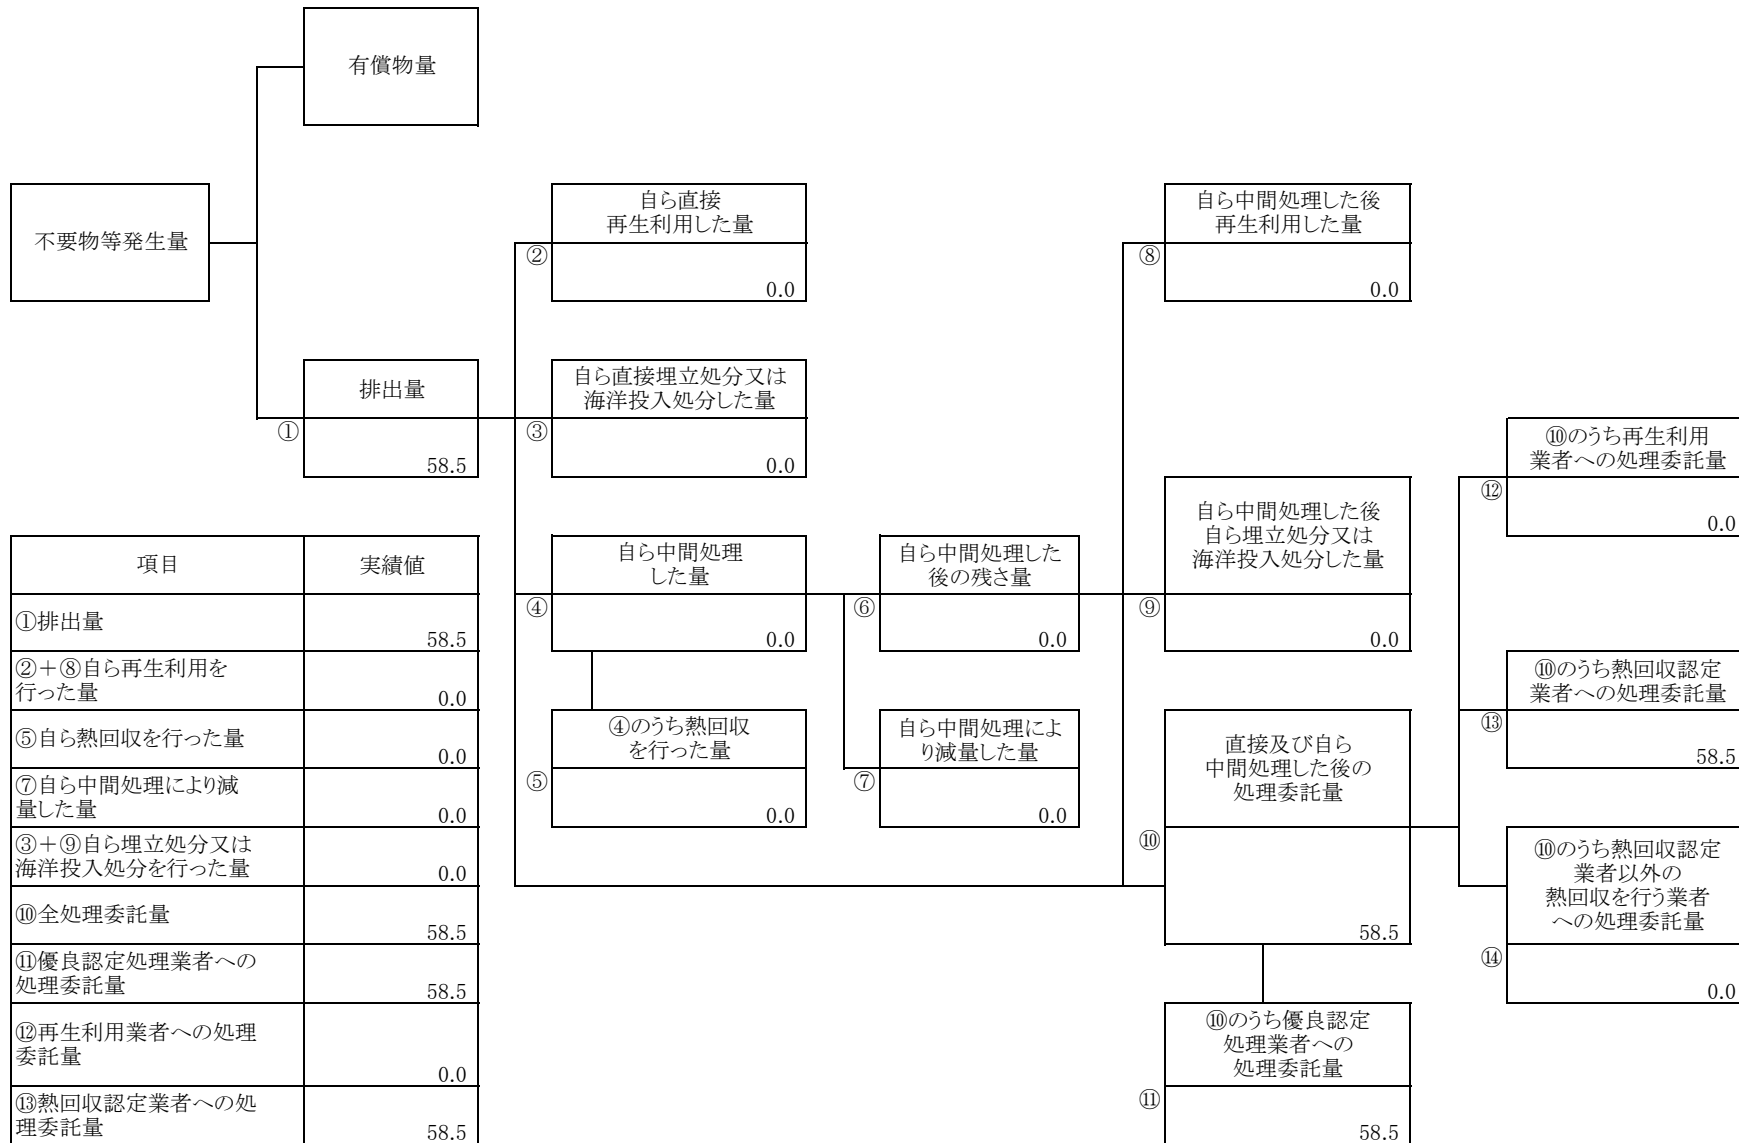 有償物量
不要物等発生量
自ら直接
再生利用した量
②
0.0
自ら中間処理した後
再生利用した量
⑧
0.0
排出量
①
58.5
自ら直接埋立処分又は
海洋投入処分した量
③
0.0
⑩のうち再生利用
業者への処理委託量
⑫
0.0
自ら中間処理
した量
④
0.0
自ら中間処理した
後の残さ量
⑥
0.0
自ら中間処理した後
自ら埋立処分又は
海洋投入処分した量
⑨
0.0
⑩のうち熱回収認定
業者への処理委託量
⑬
58.5
④のうち熱回収
を行った量
⑤
0.0
自ら中間処理によ
り減量した量
⑦
0.0
直接及び自ら
中間処理した後の
処理委託量
⑩
58.5
⑩のうち熱回収認定
業者以外の
熱回収を行う業者
への処理委託量
⑭
0.0
⑩のうち優良認定
処理業者への
処理委託量
⑪
58.5
項目 実績値
①排出量 58.5
②+⑧自ら再生利用を
行った量 0.0
⑤自ら熱回収を行った量 0.0
⑦自ら中間処理により減
量した量 0.0
③+⑨自ら埋立処分又は
海洋投入処分を行った量 0.0
⑩全処理委託量 58.5
⑪優良認定処理業者への
処理委託量 58.5
⑫再生利用業者への処理
委託量 0.0
⑬熱回収認定業者への処
理委託量 58.5